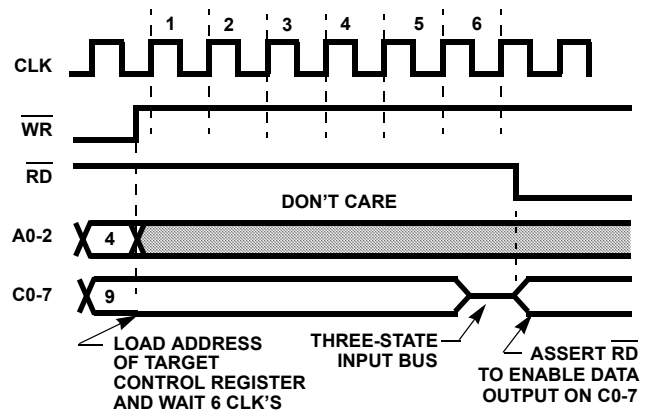 1 2 3 4 5 6
CLK
WR
RD
DON'T CARE
A0-2 4
C0-7 9
LOAD ADDRESS
OF TARGET
CONTROL REGISTER
AND WAIT 6 CLK'S
THREE-STATE
INPUT BUS
ASSERT RD
TO ENABLE DATA
OUTPUT ON C0-7